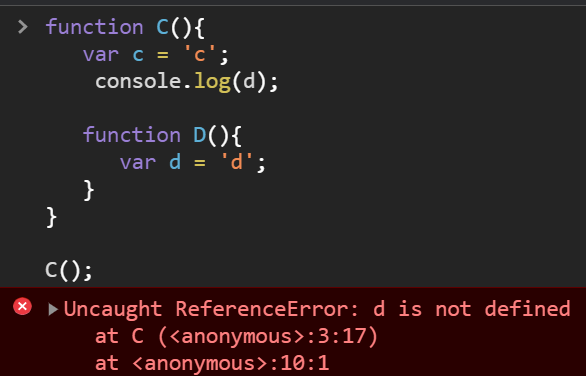 function C(){
var c = 'c';
console.log(d);
function D(){
var d = 'd';
}
}
C();
Uncaught ReferenceError: d is not defined
at C (<anonymous>:3:17)
at <anonymous>:10:1